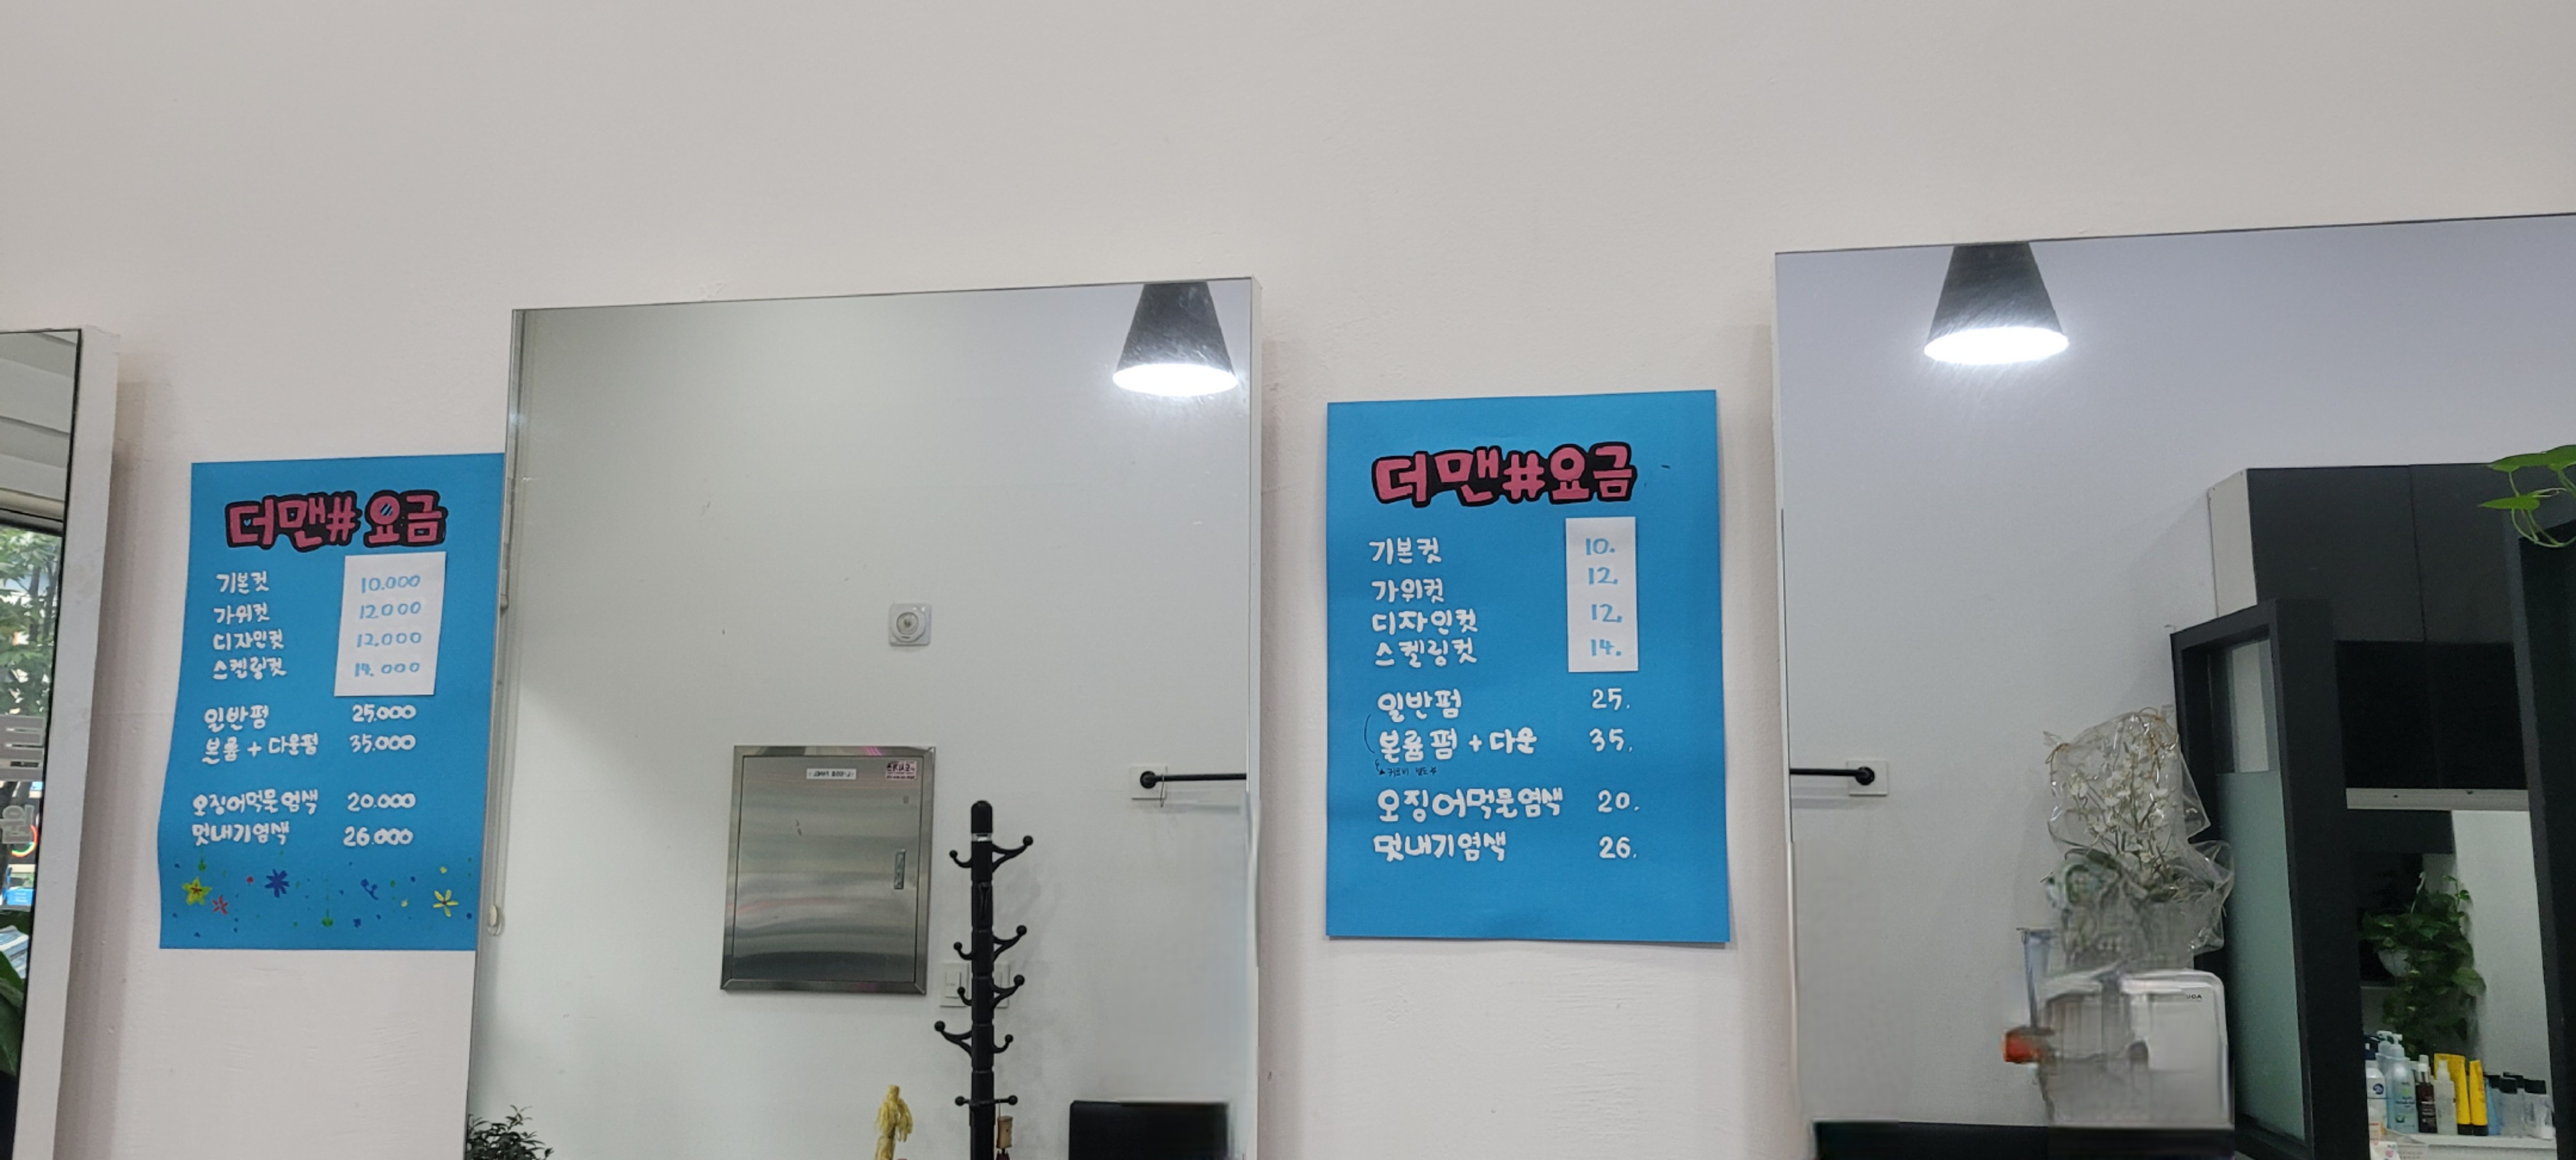 더맨# 요금
기본컷 10.000
가위컷 12.000
디자인컷 12.000
스켈링컷 14.000
일반펌 25.000
본륨 + 다운펌 35.000
오징어먹물염색 20.000
멋내기염색 26.000
더맨#요금
기본컷 10.
가위컷 12.
디자인컷 12.
스켈링컷 14.
일반펌 25.
본륨펌 + 다운 35.
오징어먹물염색 20.
멋내기염색 26.